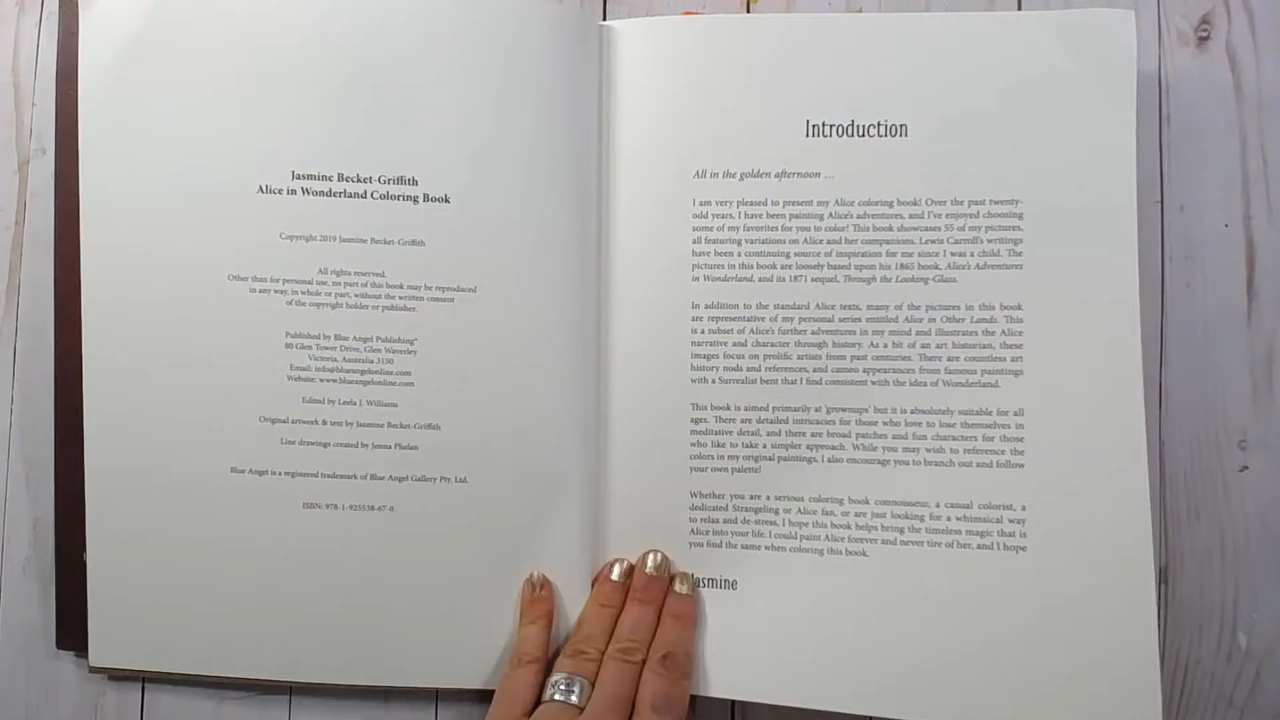 Jasmine Becket-Griffith
Alice in Wonderland Coloring Book
Copyright 2019 Jasmine Becket-Griffith
All rights reserved.
Other than for personal use, no part of this book may be reproduced
in any way, in whole or part, without the written consent
of the copyright holder or publisher.
Published by Blue Angel Publishing®
80 Glen Tower Drive, Glen Waverley
Victoria, Australia 3150
Email: info@blueangelonline.com
Website: www.blueangelonline.com
Edited by Leela J. Williams
Original artwork & text by Jasmine Becket-Griffith
Line drawings created by Jenna Phelan
Blue Angel is a registered trademark of Blue Angel Gallery Pty. Ltd.
ISBN: 978-1-925538-67-0
Introduction
All in the golden afternoon ...
I am very pleased to present my Alice coloring book! Over the past twenty-
odd years, I have been painting Alice's adventures, and I've enjoyed choosing
some of my favorites for you to color! This book showcases 55 of my pictures,
all featuring variations on Alice and her companions. Lewis Carroll's writings
have been a continuing source of inspiration for me since I was a child. The
pictures in this book are loosely based upon his 1865 book, Alice's Adventures
in Wonderland, and its 1871 sequel, Through the Looking-Glass.
In addition to the standard Alice texts, many of the pictures in this book
are representative of my personal series entitled Alice in Other Lands. This
is a subset of Alice's further adventures in my mind and illustrates the Alice
narrative and character through history. As a bit of an art historian, these
images focus on prolific artists from past centuries. There are countless art
history nods and references, and cameo appearances from famous paintings
with a Surrealist bent that I find consistent with the idea of Wonderland.
This book is aimed primarily at 'grownups' but it is absolutely suitable for all
ages. There are detailed intricacies for those who love to lose themselves in
meditative detail, and there are broad patches and fun characters for those
who like to take a simpler approach. While you may wish to reference the
colors in my original paintings, I also encourage you to branch out and follow
your own palette!
Whether you are a serious coloring book connoisseur, a casual colorist, a
dedicated Strangeling or Alice fan, or are just looking for a whimsical way
to relax and de-stress, I hope this book helps bring the timeless magic that is
Alice into your life. I could paint Alice forever and never tire of her, and I hope
you find the same when coloring this book.
Jasmine